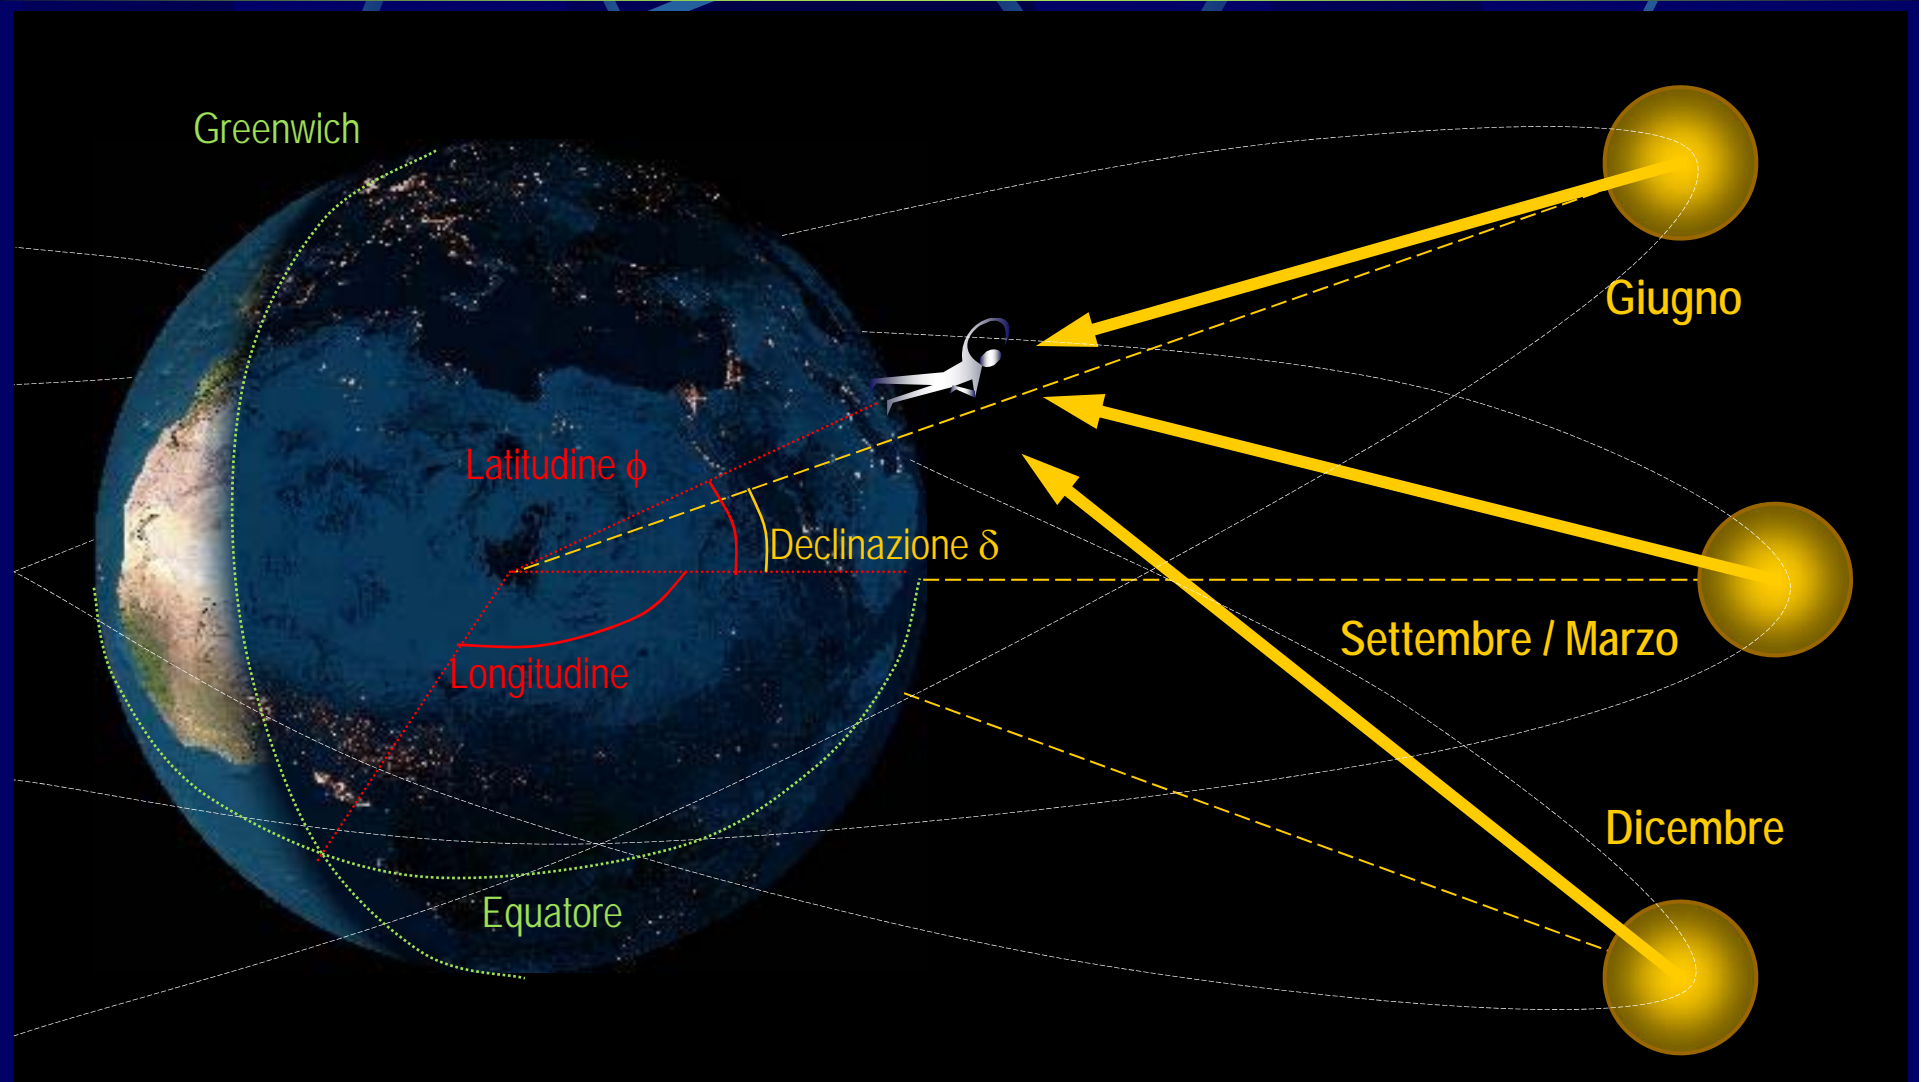 Greenwich
Giugno
Latitudine ϕ
Declinazione δ
Settembre / Marzo
Longitudine
Dicembre
Equatore